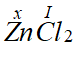 x I
ZnCl₂